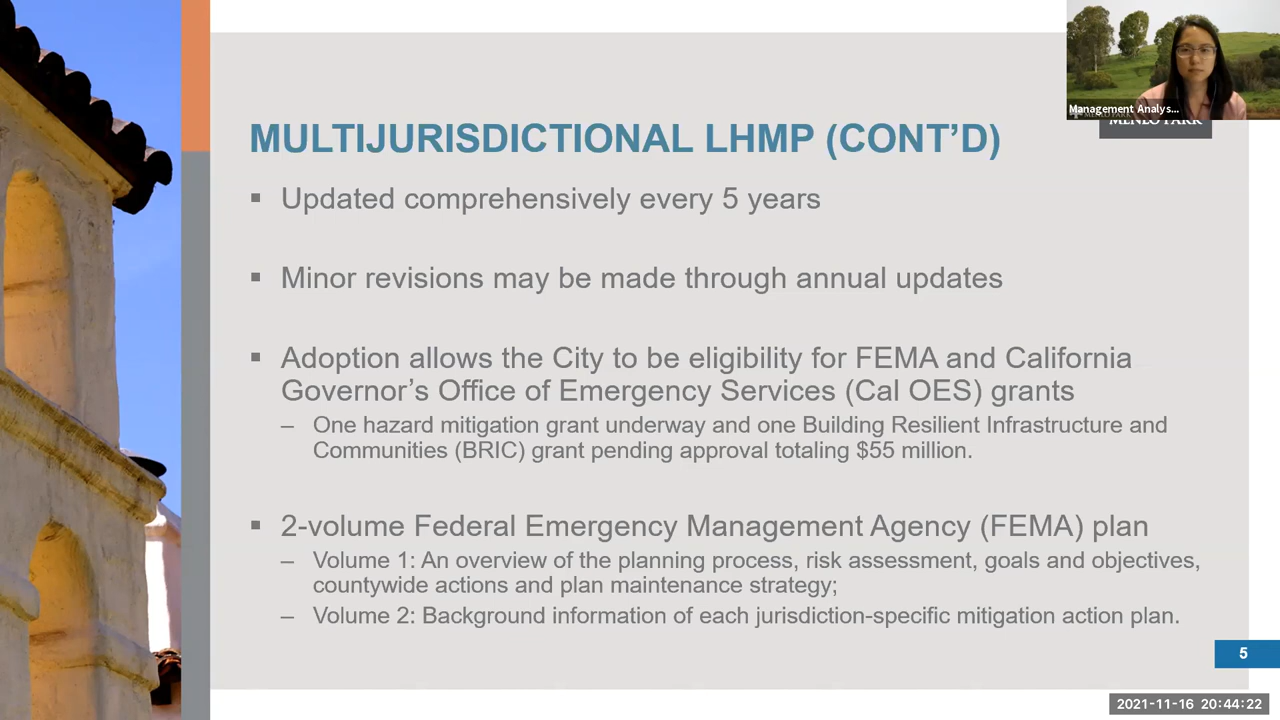 Management Analys...
MENLO PARK
MULTIJURISDICTIONAL LHMP (CONT’D)
▪ Updated comprehensively every 5 years
▪ Minor revisions may be made through annual updates
▪ Adoption allows the City to be eligibility for FEMA and California
Governor’s Office of Emergency Services (Cal OES) grants
– One hazard mitigation grant underway and one Building Resilient Infrastructure and
Communities (BRIC) grant pending approval totaling $55 million.
▪ 2-volume Federal Emergency Management Agency (FEMA) plan
– Volume 1: An overview of the planning process, risk assessment, goals and objectives,
countywide actions and plan maintenance strategy;
– Volume 2: Background information of each jurisdiction-specific mitigation action plan.
5
2021-11-16 20:44:22